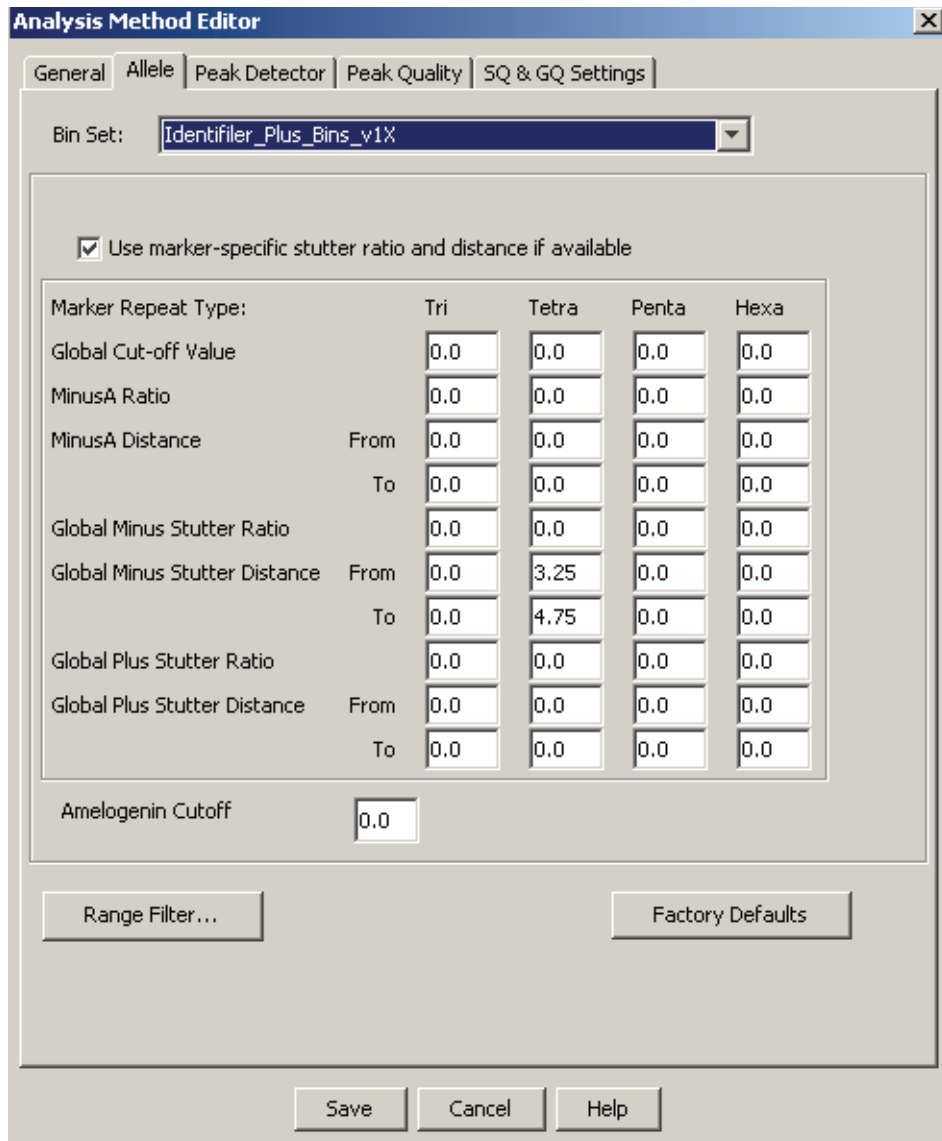 Analysis Method Editor
General Allele Peak Detector Peak Quality SQ & GQ Settings
Bin Set: Identifiler_Plus_Bins_v1X
Use marker-specific stutter ratio and distance if available
Marker Repeat Type: Tri Tetra Penta Hexa
Global Cut-off Value 0.0 0.0 0.0 0.0
MinusA Ratio 0.0 0.0 0.0 0.0
MinusA Distance From 0.0 0.0 0.0 0.0
To 0.0 0.0 0.0 0.0
Global Minus Stutter Ratio 0.0 0.0 0.0 0.0
Global Minus Stutter Distance From 0.0 3.25 0.0 0.0
To 0.0 4.75 0.0 0.0
Global Plus Stutter Ratio 0.0 0.0 0.0 0.0
Global Plus Stutter Distance From 0.0 0.0 0.0 0.0
To 0.0 0.0 0.0 0.0
Amelogenin Cutoff 0.0
Range Filter... Factory Defaults
Save Cancel Help